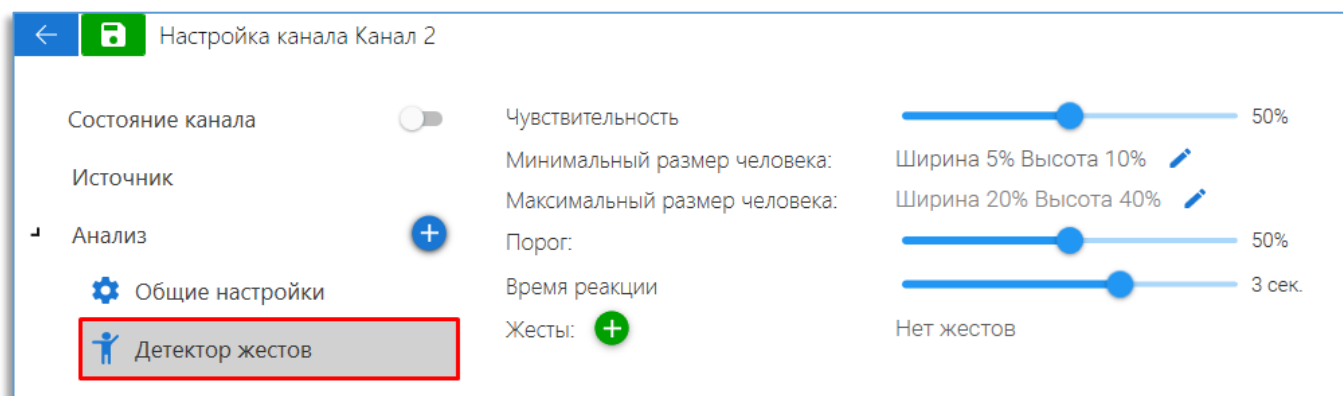 Настройка канала Канал 2
Состояние канала
Источник
Анализ
Общие настройки
Детектор жестов
Чувствительность 50%
Минимальный размер человека: Ширина 5% Высота 10%
Максимальный размер человека: Ширина 20% Высота 40%
Порог: 50%
Время реакции 3 сек.
Жесты: Нет жестов